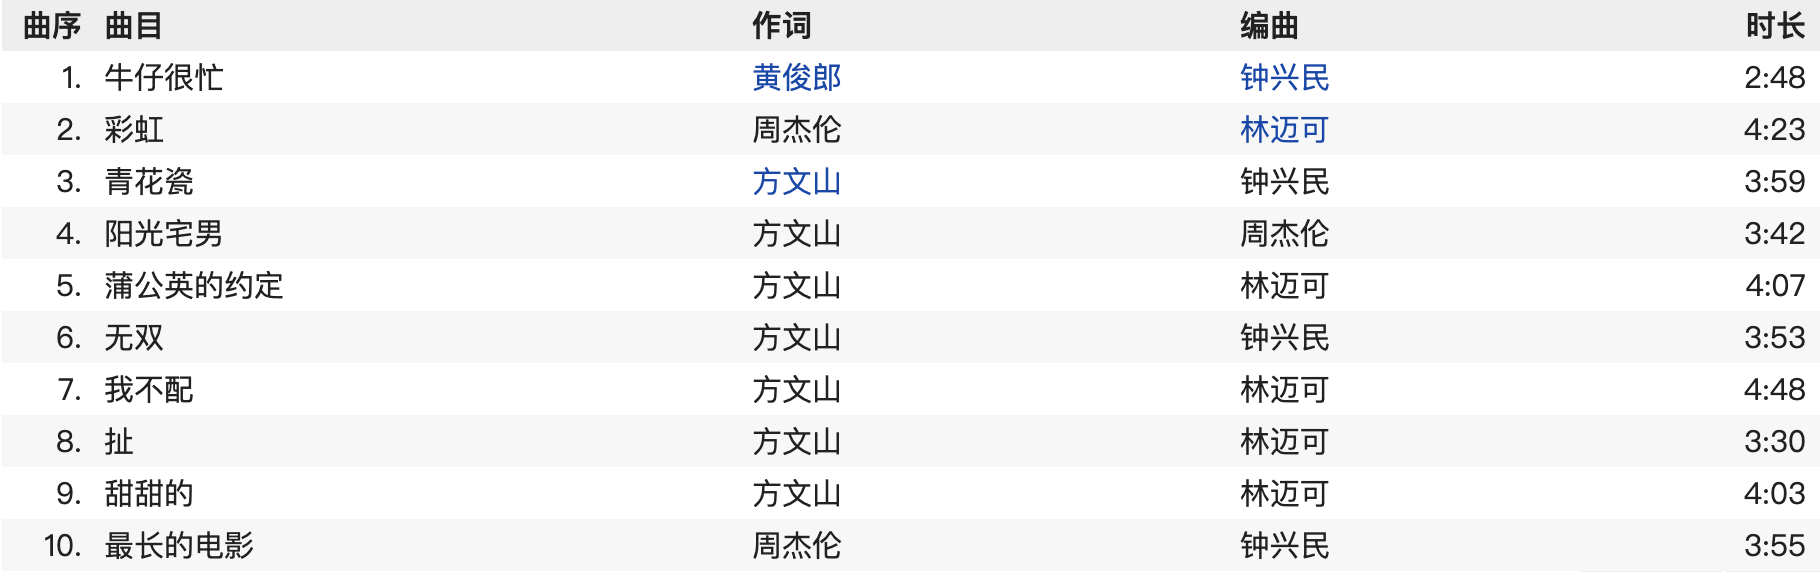 曲序 曲目 作词 编曲 时长
1. 牛仔很忙 黄俊郎 钟兴民 2:48
2. 彩虹 周杰伦 林迈可 4:23
3. 青花瓷 方文山 钟兴民 3:59
4. 阳光宅男 方文山 周杰伦 3:42
5. 蒲公英的约定 方文山 林迈可 4:07
6. 无双 方文山 钟兴民 3:53
7. 我不配 方文山 林迈可 4:48
8. 扯 方文山 林迈可 3:30
9. 甜甜的 方文山 林迈可 4:03
10. 最长的电影 周杰伦 钟兴民 3:55